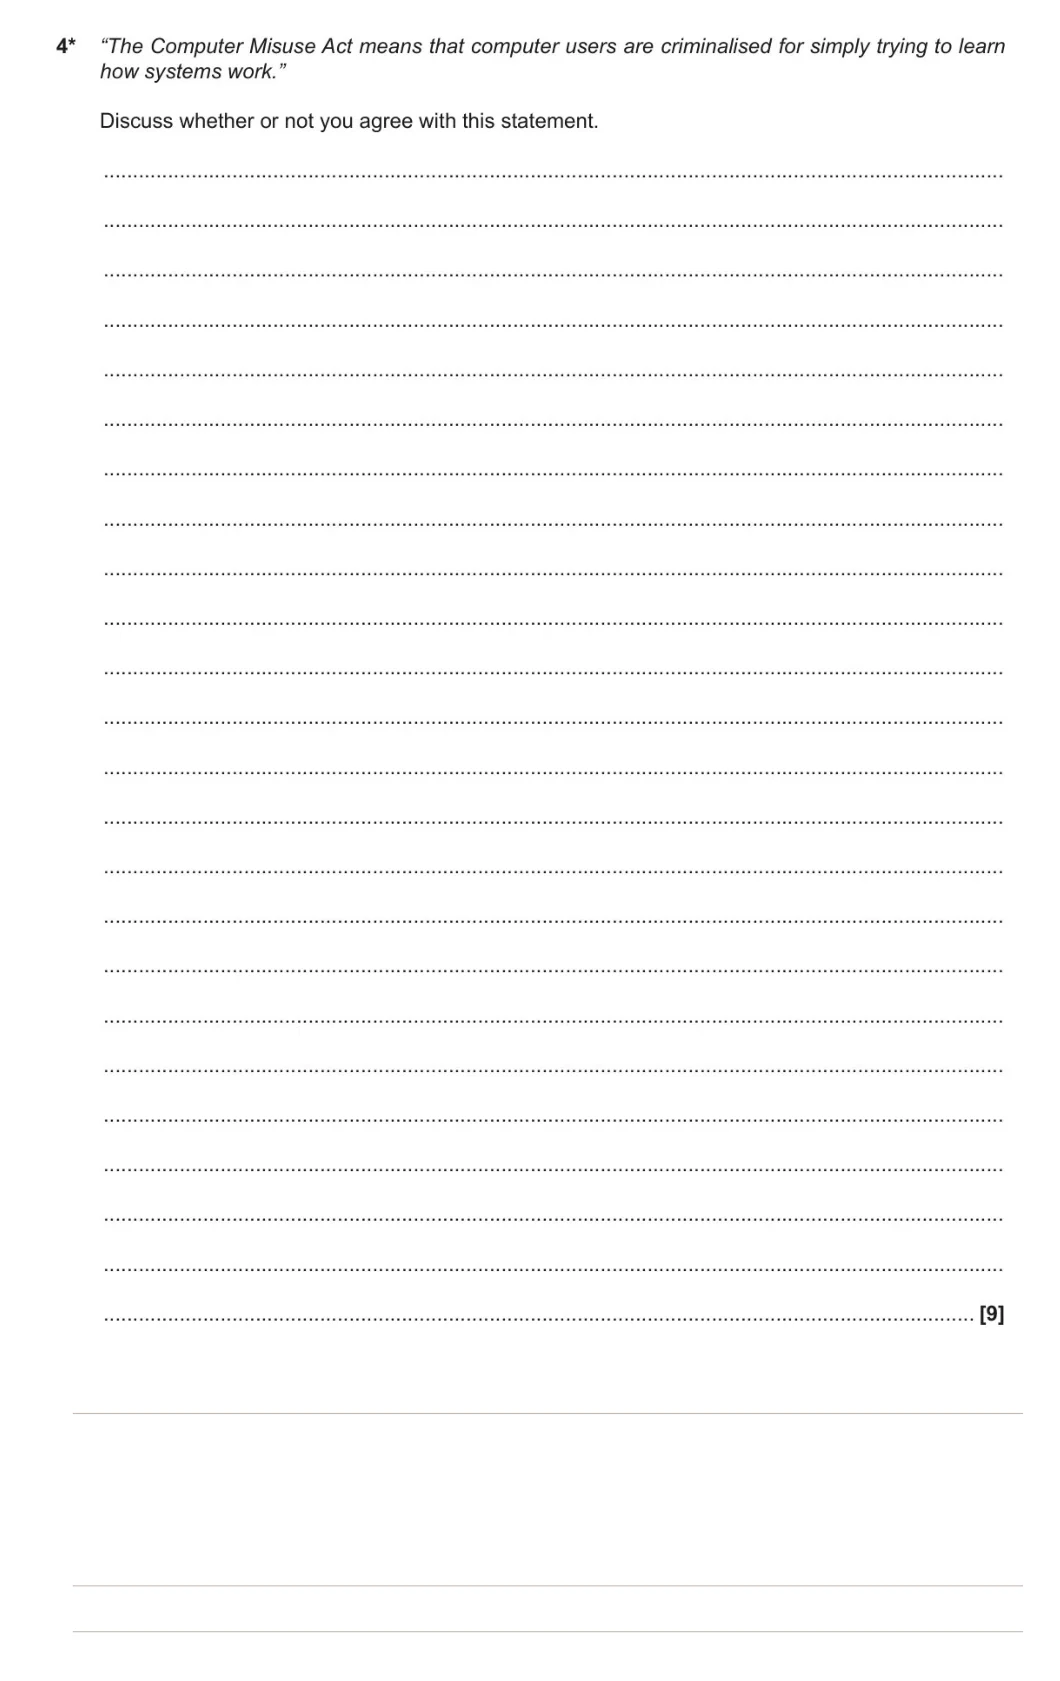 4* “The Computer Misuse Act means that computer users are criminalised for simply trying to learn
how systems work.”
Discuss whether or not you agree with this statement.
[9]